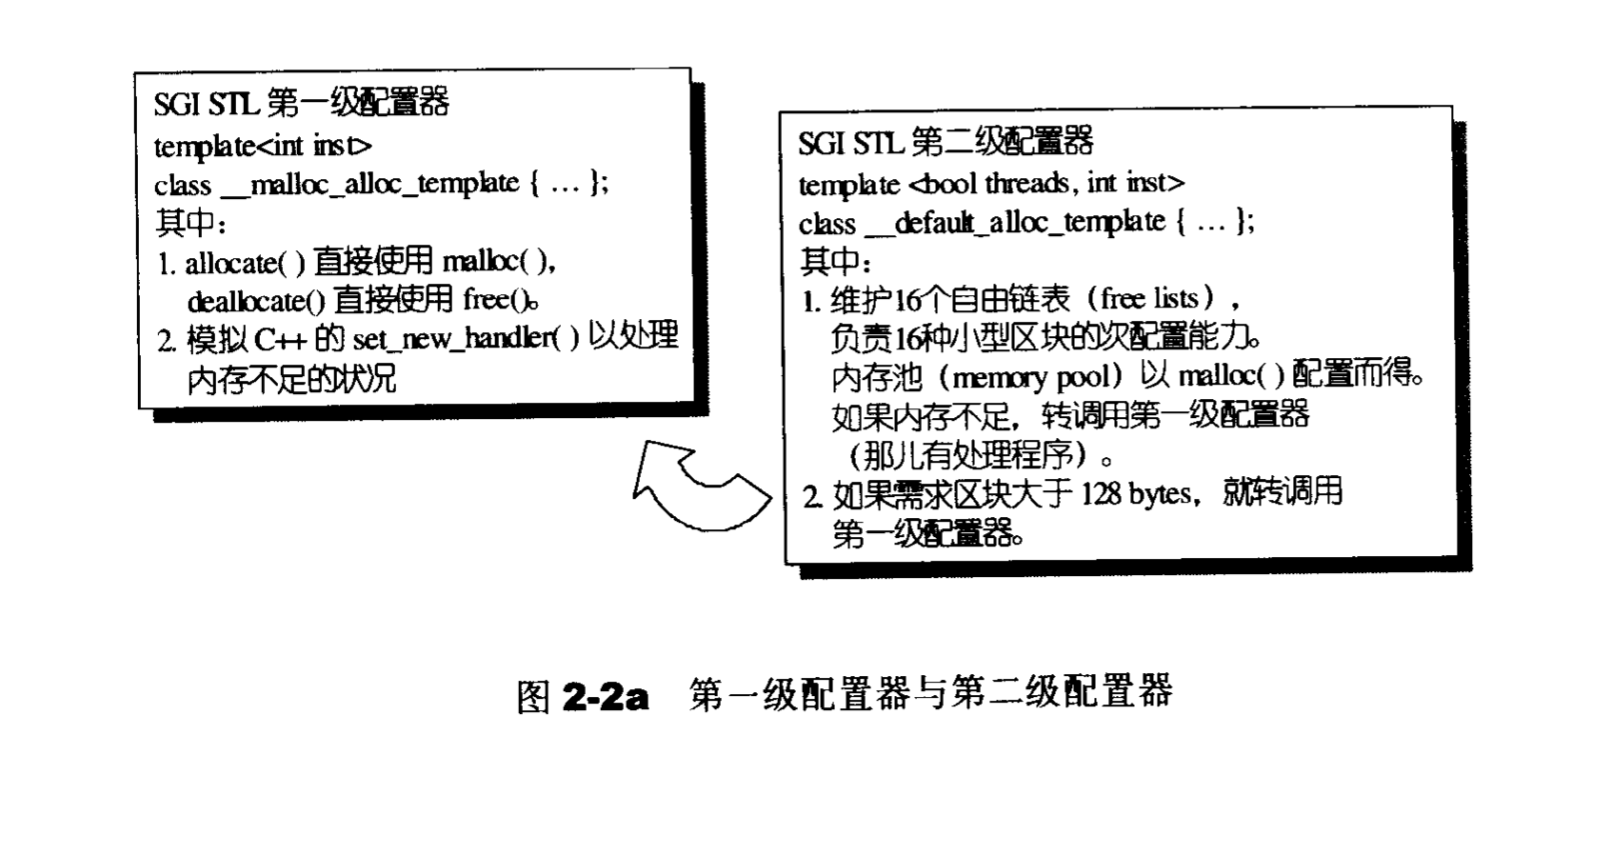 SGI STL 第一级配置器
template<int inst>
class __malloc_alloc_template { … };
其中：
1. allocate( ) 直接使用 malloc( ),
deallocate() 直接使用 free()。
2. 模拟 C++ 的 set_new_handler( ) 以处理
内存不足的状况
SGI STL 第二级配置器
template <bool threads, int inst>
class __default_alloc_template { … };
其中：
1. 维护16个自由链表（free lists），
负责16种小型区块的次配置能力。
内存池（memory pool）以 malloc( ) 配置而得。
如果内存不足，转调用第一级配置器
（那儿有处理程序）。
2. 如果需求区块大于 128 bytes，就转调用
第一级配置器。
图 2-2a 第一级配置器与第二级配置器